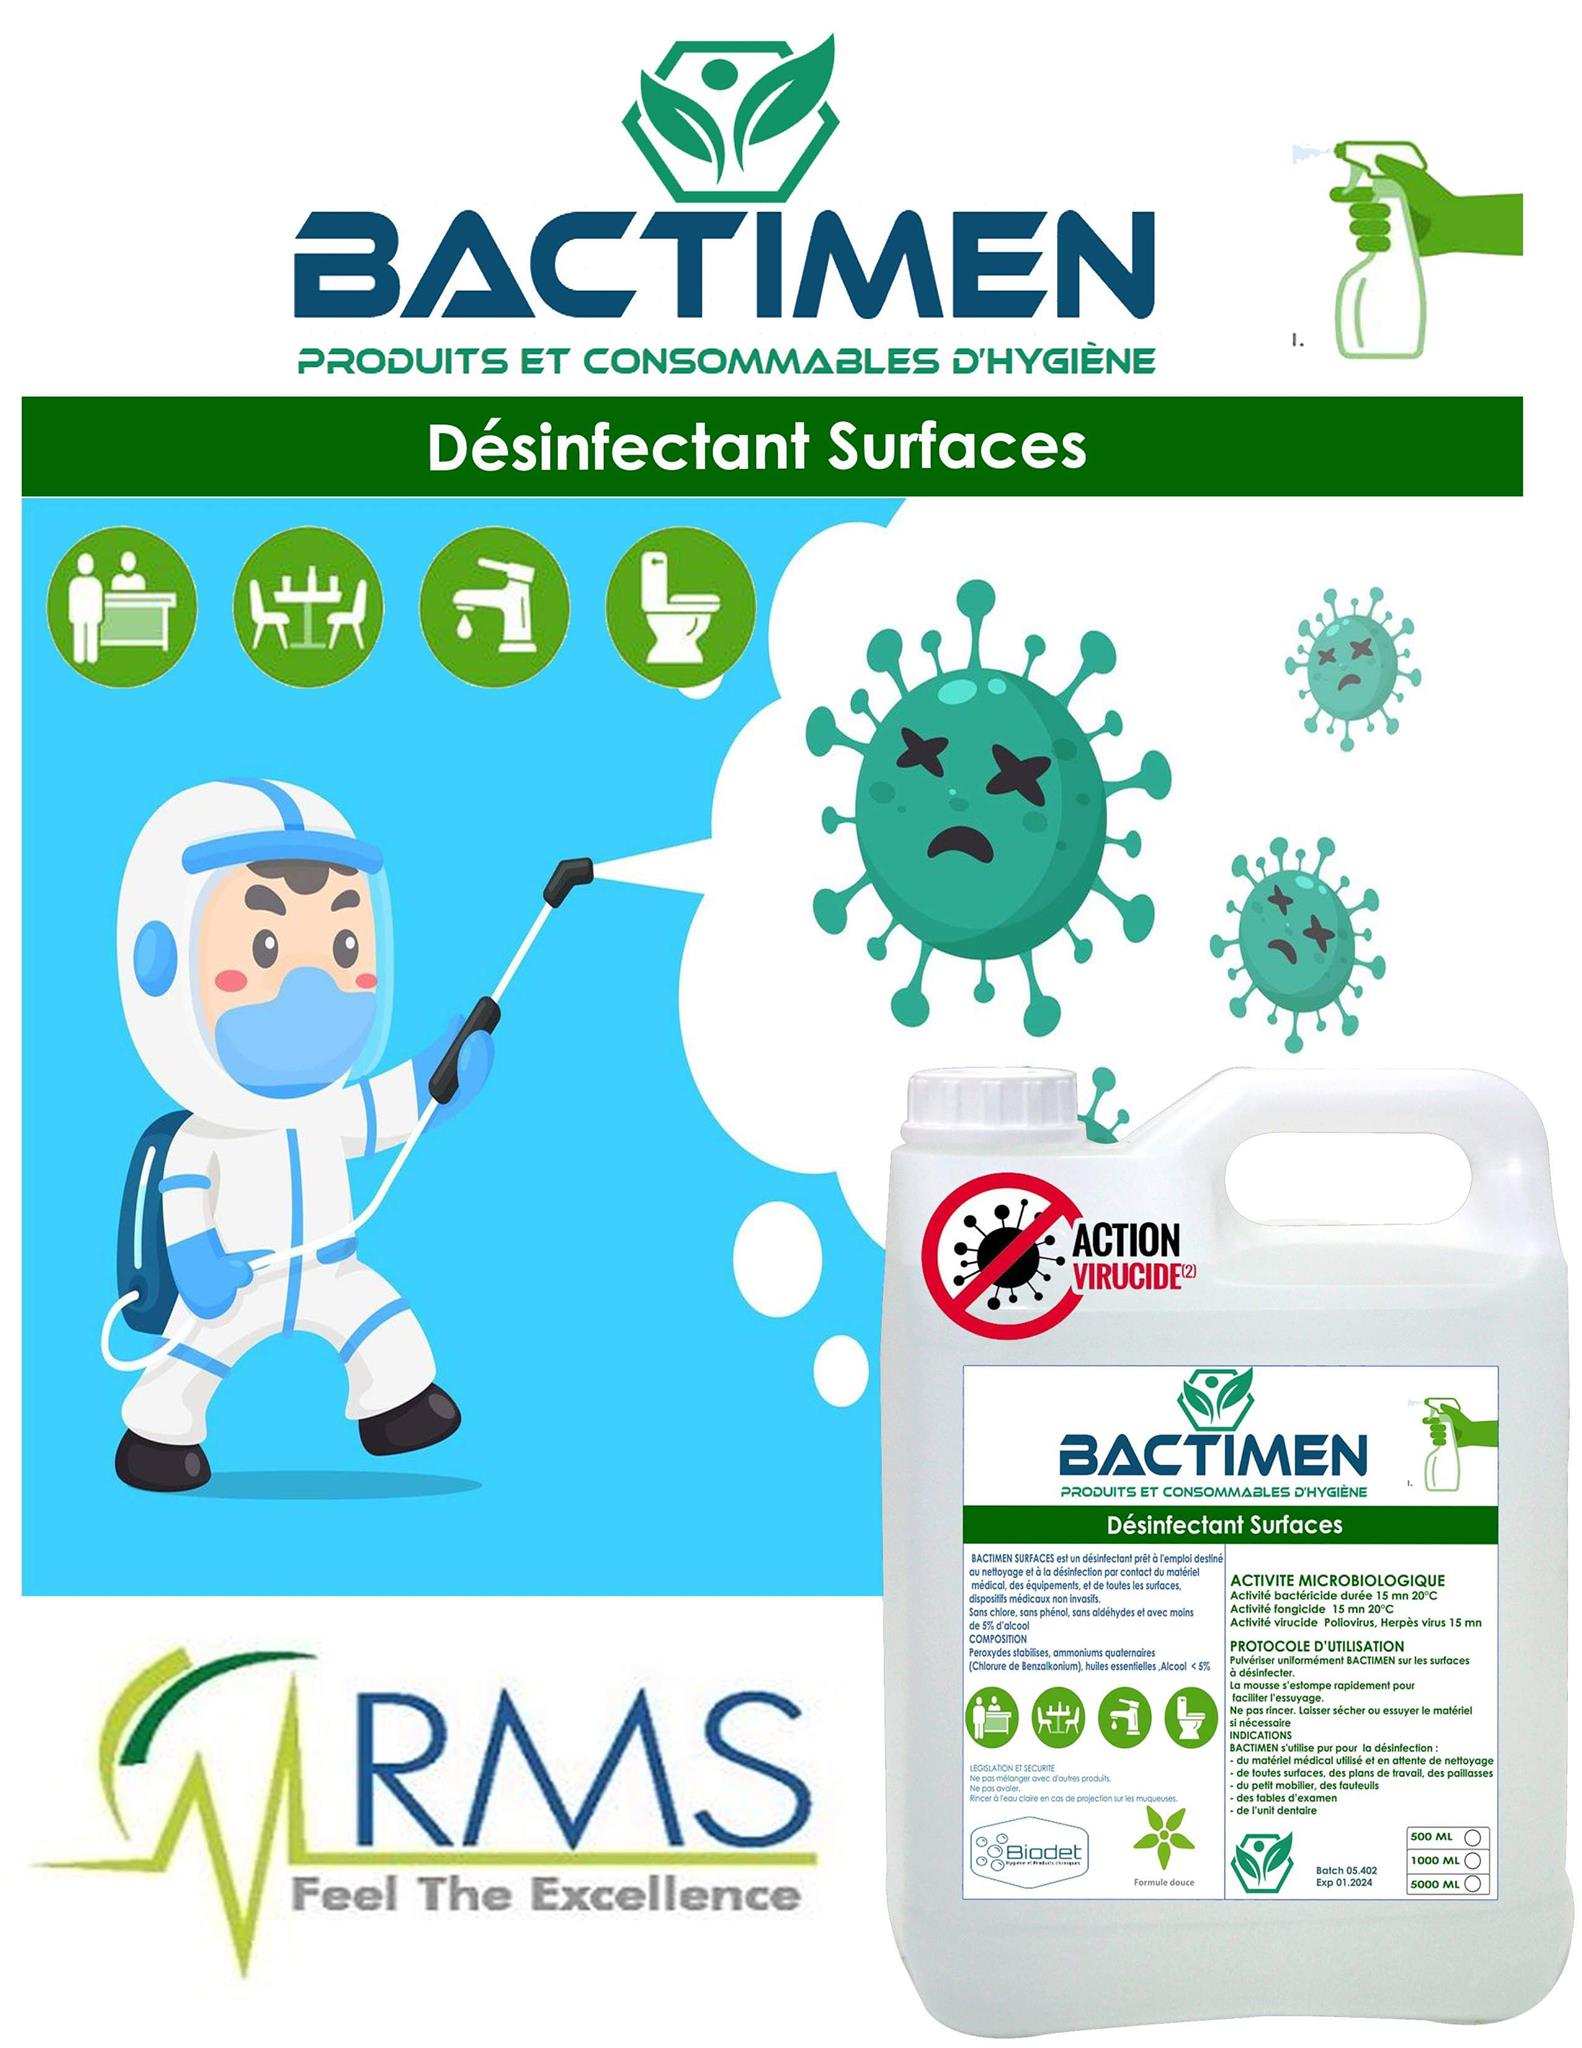 BACTIMEN
PRODUITS ET CONSOMMABLES D'HYGIÈNE
I.
Désinfectant Surfaces
ACTION
VIRUCIDE(2)
BACTIMEN
PRODUITS ET CONSOMMABLES D'HYGIÈNE
I.
Désinfectant Surfaces
BACTIMEN SURFACES est un désinfectant prêt à l'emploi destiné
au nettoyage et à la désinfection par contact du matériel
médical, des équipements, et de toutes les surfaces,
dispositifs médicaux non invasifs.
Sans chlore, sans phénol, sans aldéhydes et avec moins
de 5% d'alcool
COMPOSITION
Peroxydes stabilises, ammoniums quaternaires
(Chlorure de Benzalkonium), huiles essentielles ,Alcool < 5%
LEGISLATION ET SECURITE
Ne pas mélanger avec d'autres produits.
Ne pas avaler.
Rincer à l'eau claire en cas de projection sur les muqueuses.
Biodet
Hygiène et Produits chimiques
Formule douce
ACTIVITE MICROBIOLOGIQUE
Activité bactéricide durée 15 mn 20°C
Activité fongicide 15 mn 20°C
Activité virucide Poliovirus, Herpès virus 15 mn
PROTOCOLE D'UTILISATION
Pulvériser uniformément BACTIMEN sur les surfaces
à désinfecter.
La mousse s'estompe rapidement pour
faciliter l'essuyage.
Ne pas rincer. Laisser sécher ou essuyer le matériel
si nécessaire
INDICATIONS
BACTIMEN s'utilise pur pour la désinfection :
- du matériel médical utilisé et en attente de nettoyage
- de toutes surfaces, des plans de travail, des paillasses
- du petit mobilier, des fauteuils
- des tables d'examen
- de l'unit dentaire
Batch 05.402
Exp 01.2024
500 ML
1000 ML
5000 ML
RMS
Feel The Excellence